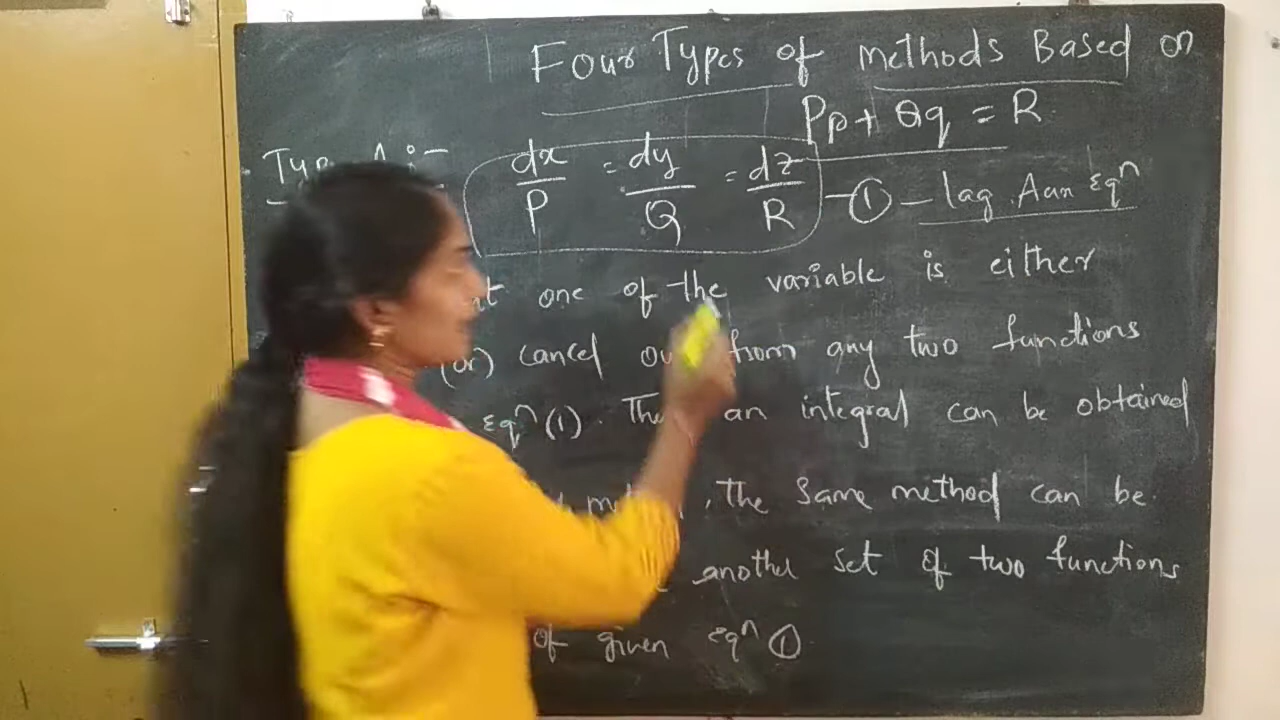 Four Types of methods Based on
Pp + Qq = R
dx/P = dy/Q = dz/R — ① — lag. Aux Eqⁿ
one of the variable is either
(or) cancel from any two functions
Eqⁿ (1). an integral can be obtained
, the same method can be.
another set of two functions
of given eqⁿ ①